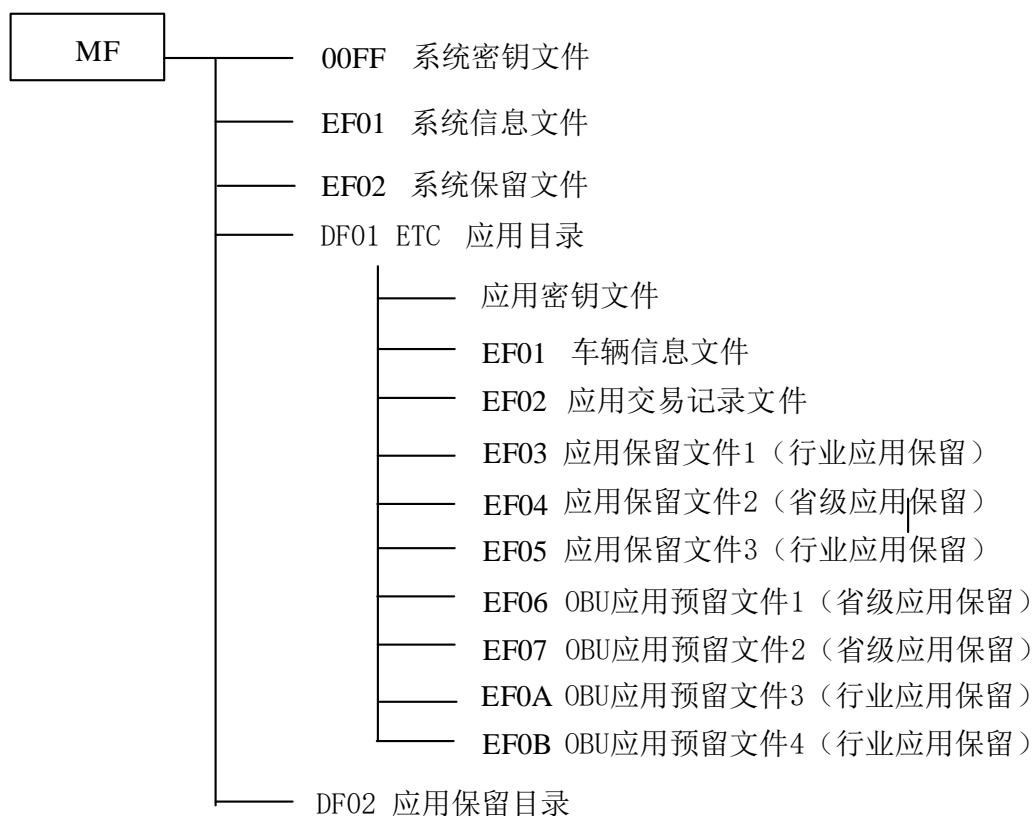 MF
00FF 系统密钥文件
EF01 系统信息文件
EF02 系统保留文件
DF01 ETC 应用目录
应用密钥文件
EF01 车辆信息文件
EF02 应用交易记录文件
EF03 应用保留文件1（行业应用保留）
EF04 应用保留文件2（省级应用保留）
EF05 应用保留文件3（行业应用保留）
EF06 OBU应用预留文件1（省级应用保留）
EF07 OBU应用预留文件2（省级应用保留）
EF0A OBU应用预留文件3（行业应用保留）
EF0B OBU应用预留文件4（行业应用保留）
DF02 应用保留目录